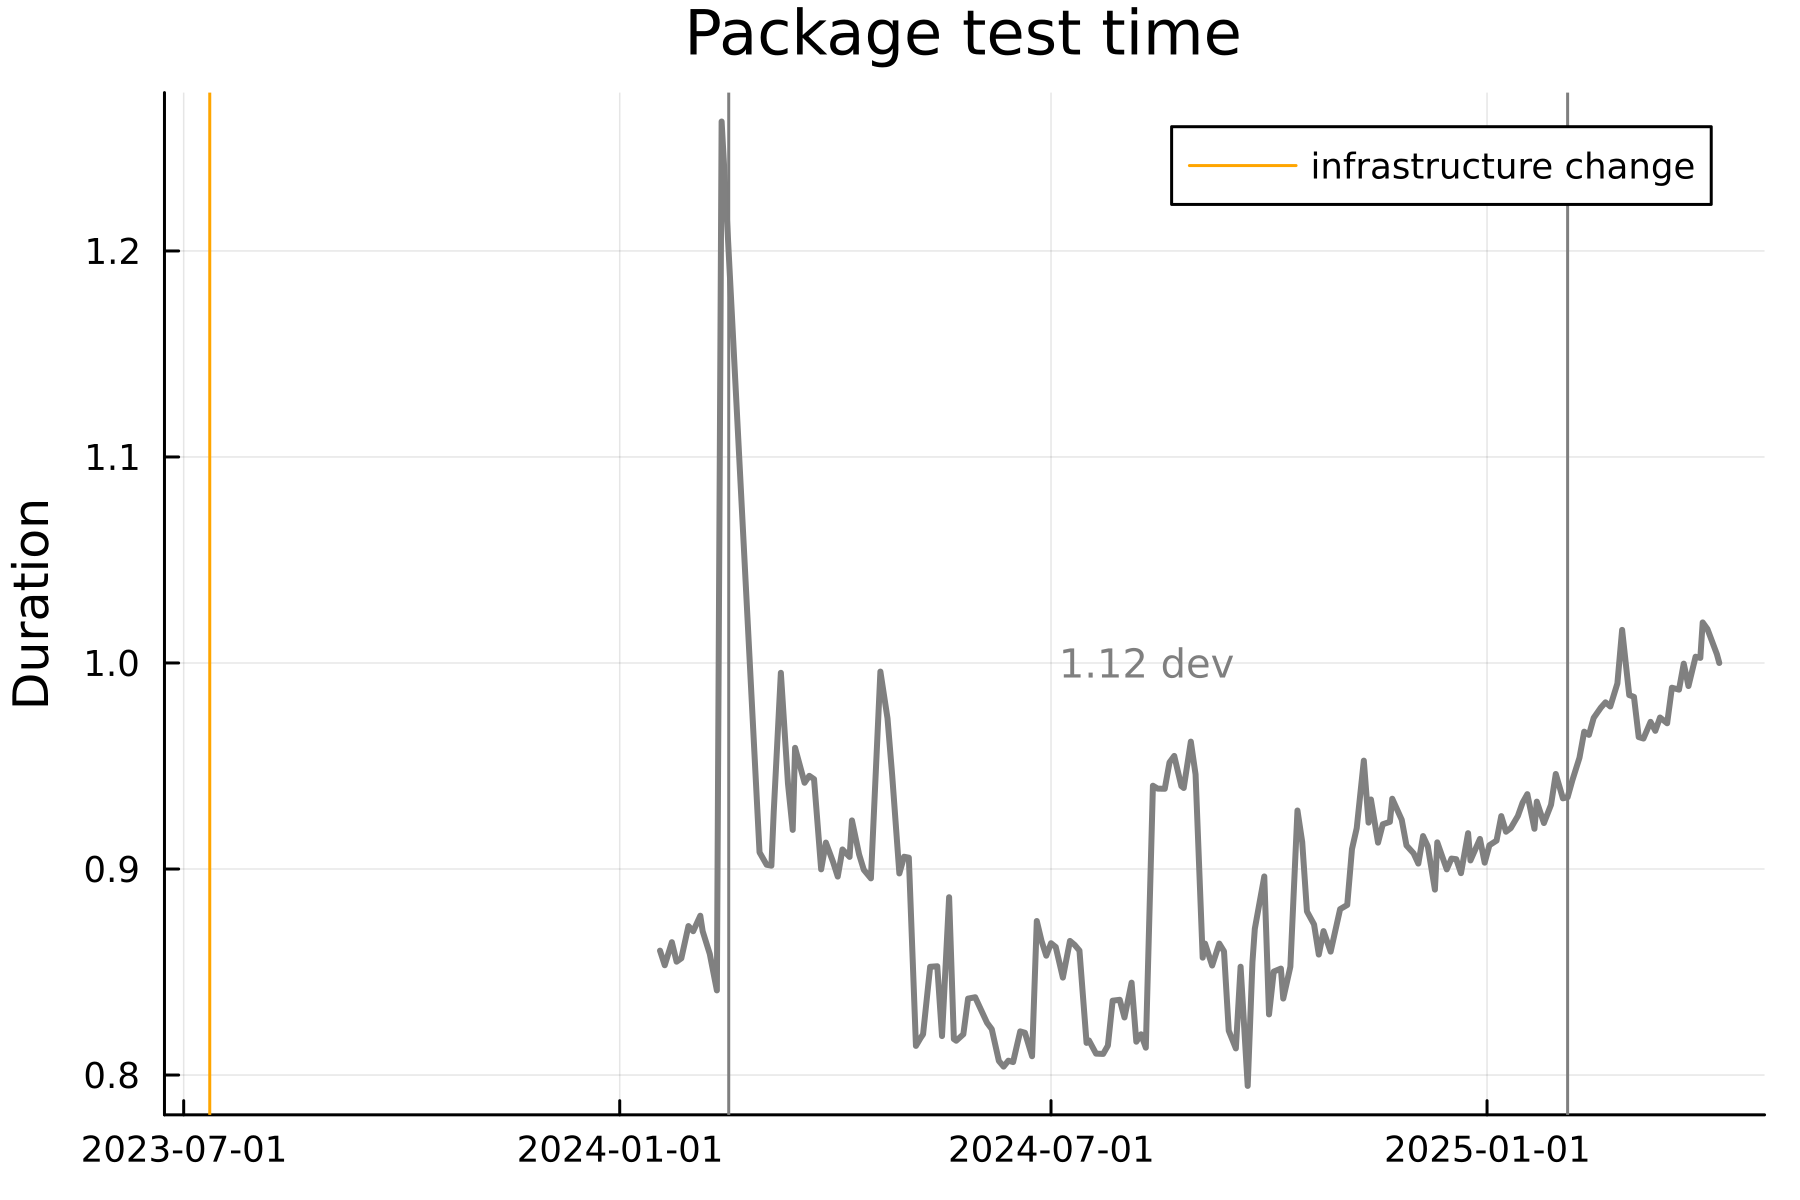 Package test time
infrastructure change
Duration
1.2
1.1
1.0
0.9
0.8
1.12 dev
2023-07-01
2024-01-01
2024-07-01
2025-01-01